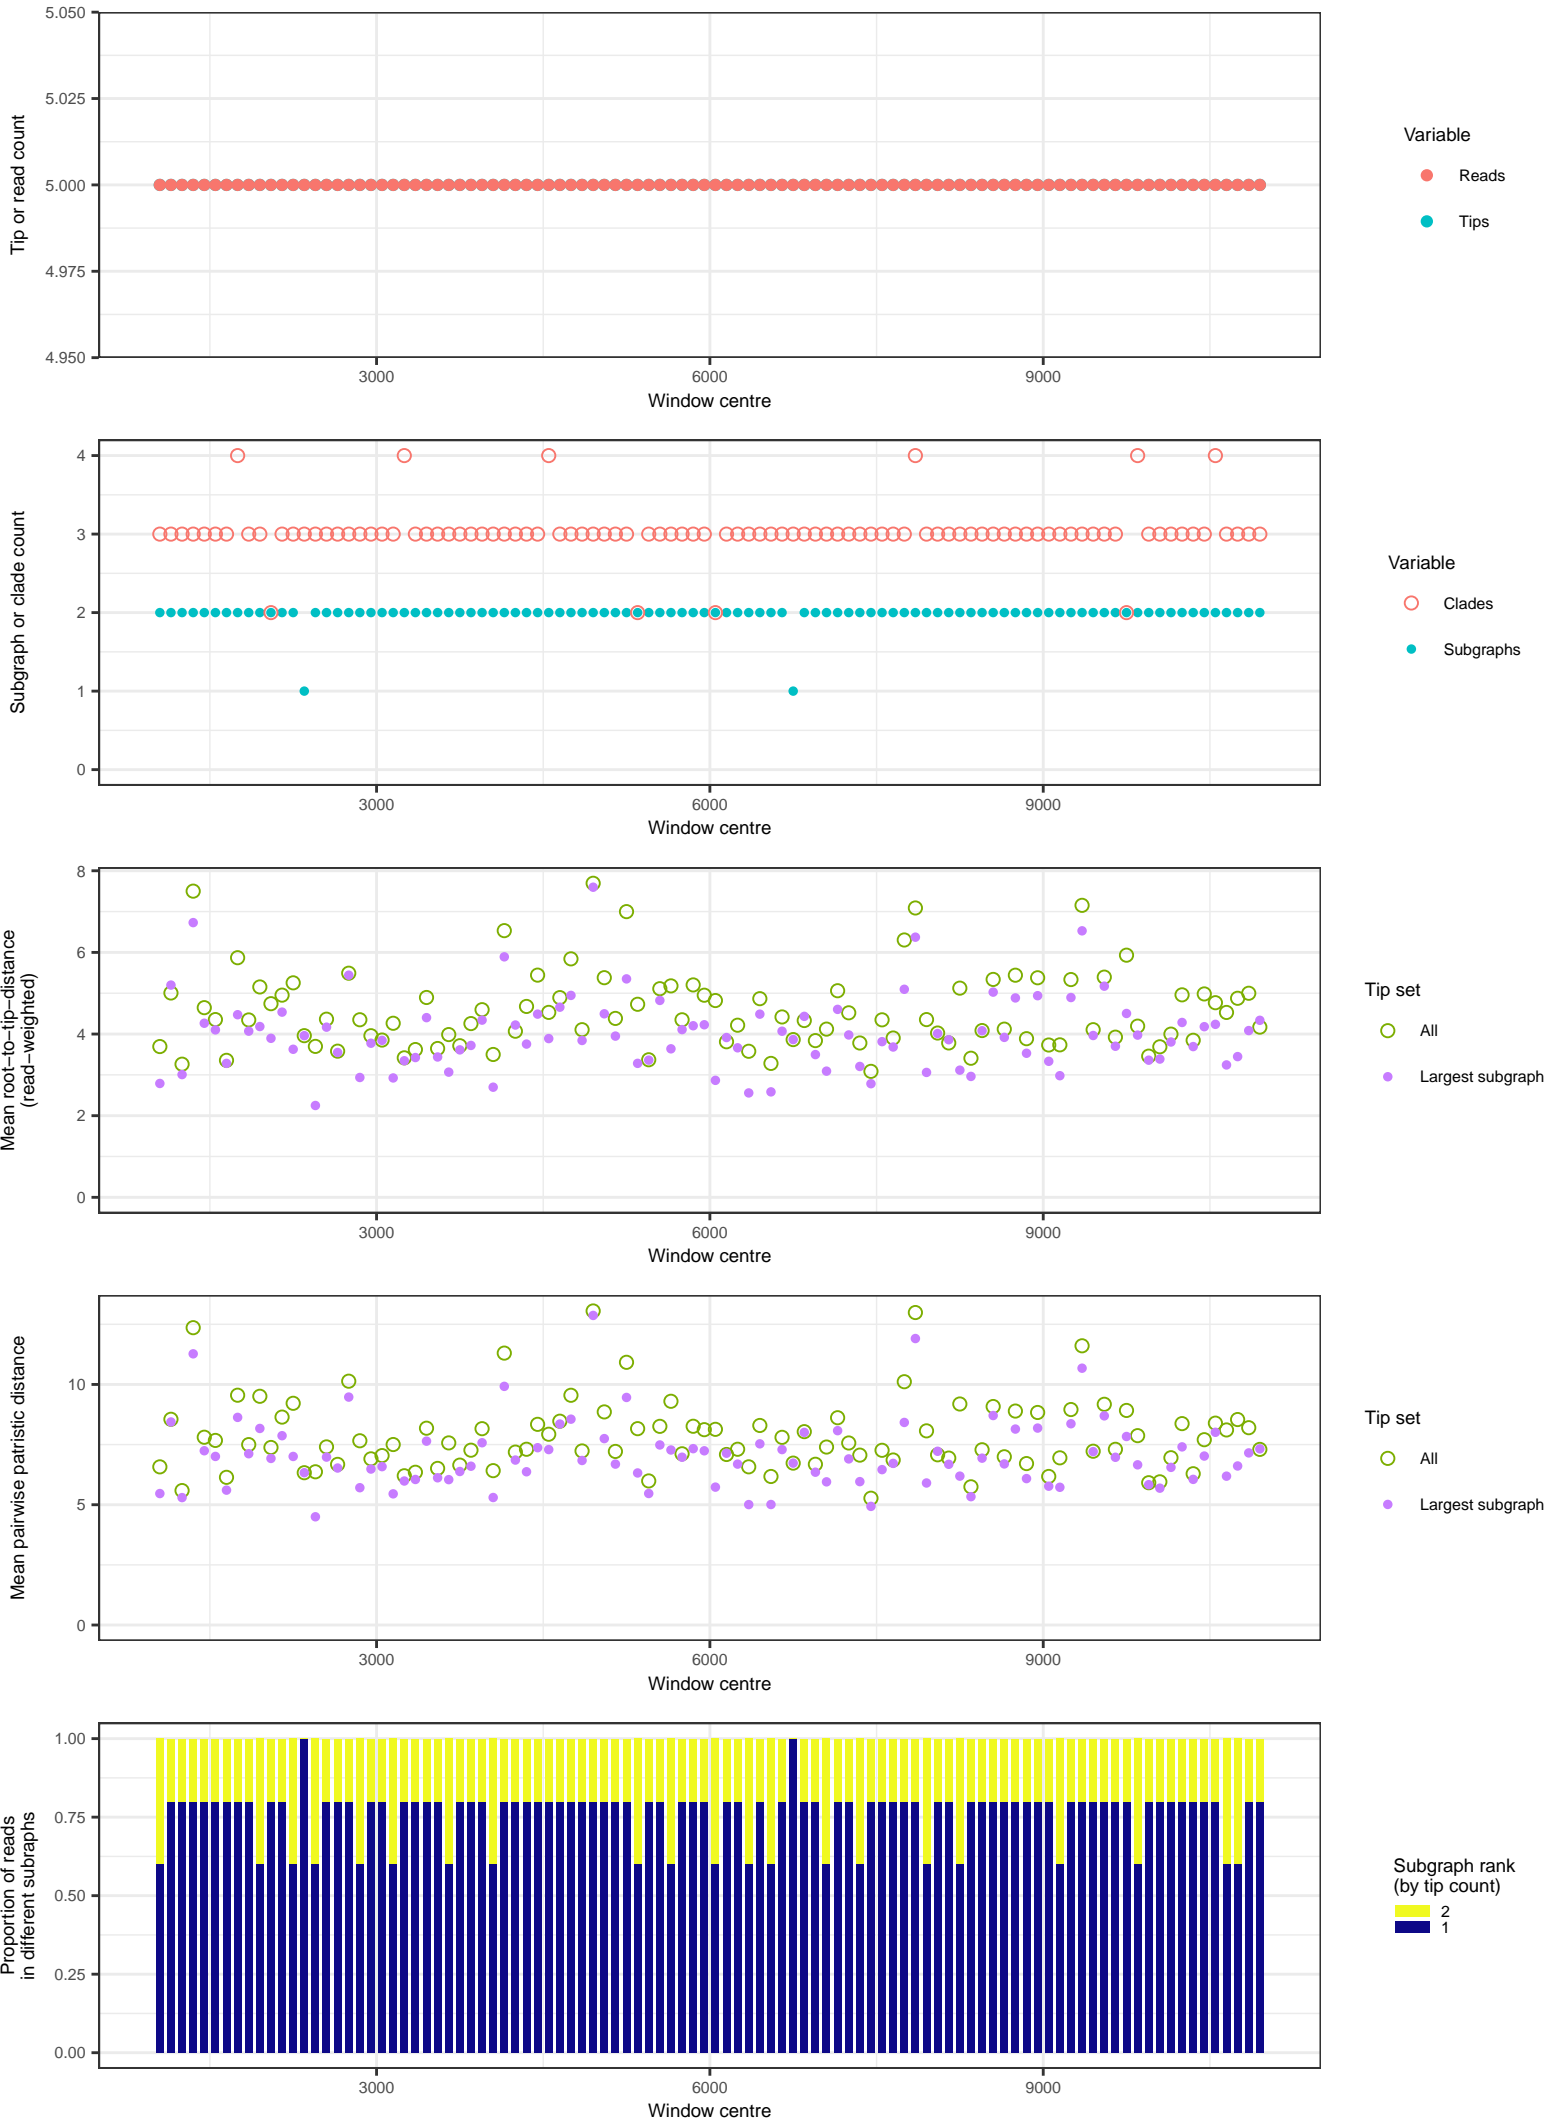 5.050
5.025
5.000
4.975
4.950
Tip or read count
3000 6000 9000
Window centre
Variable
Reads
Tips
4
3
2
1
0
Subgraph or clade count
3000 6000 9000
Window centre
Variable
Clades
Subgraphs
8
6
4
2
0
Mean root−to−tip−distance
(read−weighted)
3000 6000 9000
Window centre
Tip set
All
Largest subgraph
10
5
0
Mean pairwise patristic distance
3000 6000 9000
Window centre
Tip set
All
Largest subgraph
1.00
0.75
0.50
0.25
0.00
Proportion of reads
in different subraphs
3000 6000 9000
Window centre
Subgraph rank
(by tip count)
2
1